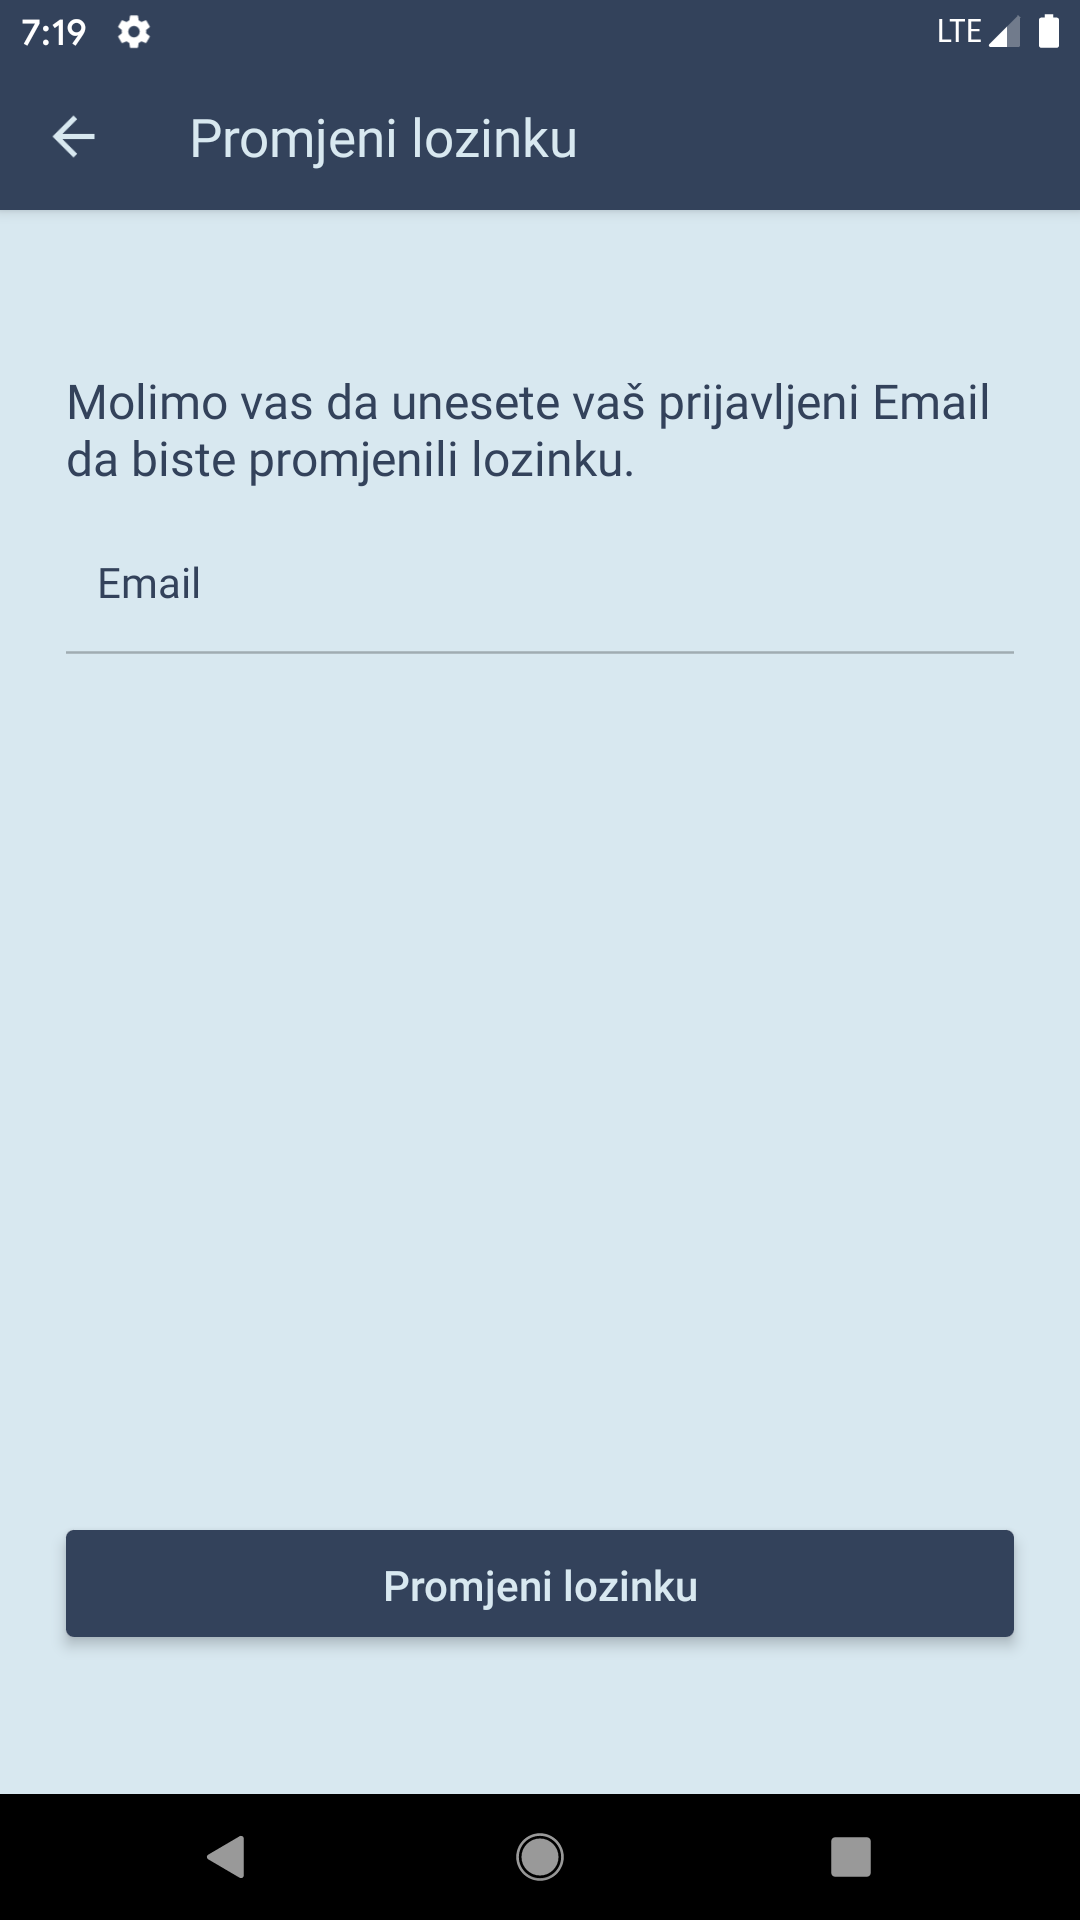 7:19
LTE
Promjeni lozinku
Molimo vas da unesete vaš prijavljeni Email
da biste promjenili lozinku.
Email
Promjeni lozinku